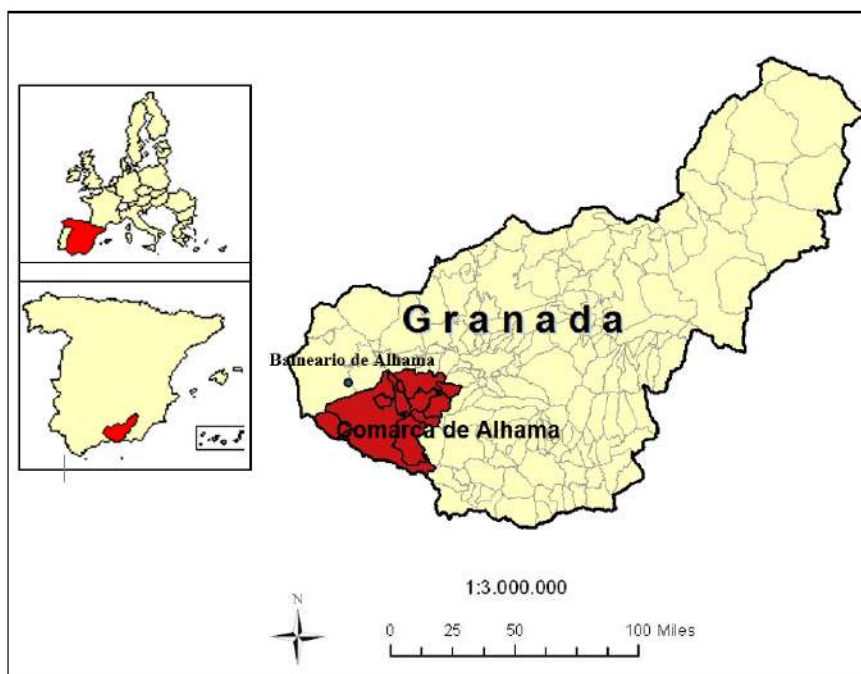 Granada
Balneario de Alhama
Comarca de Alhama
1:3.000.000
N
0 25 50 100 Miles